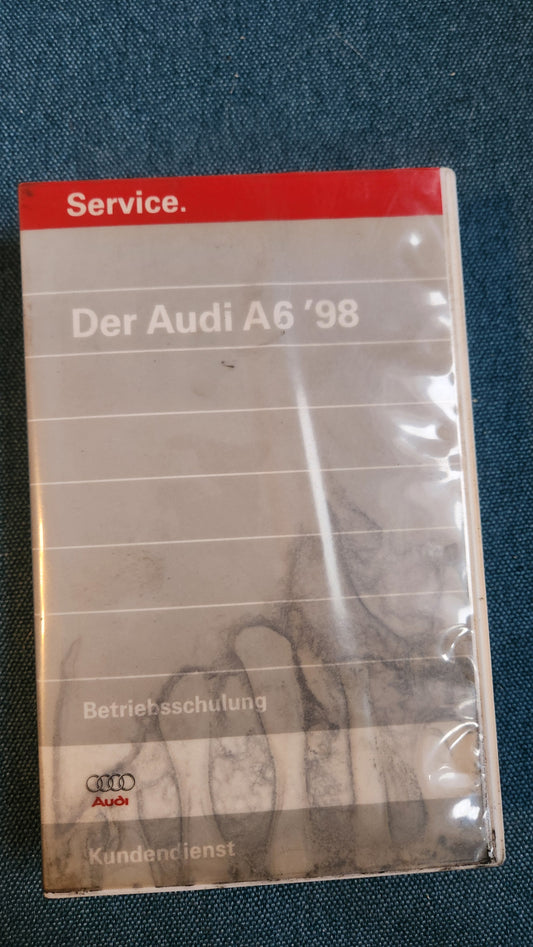 Service.
Der Audi A6 '98
Betriebsschulung
Audi
Kundendienst